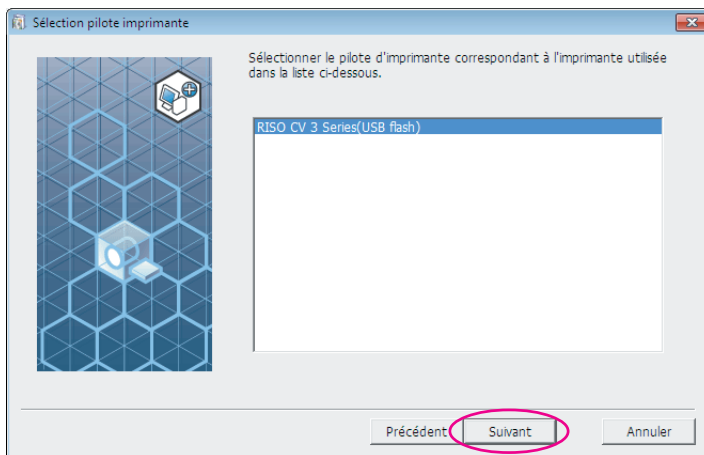 Sélection pilote imprimante
Sélectionner le pilote d'imprimante correspondant à l'imprimante utilisée
dans la liste ci-dessous.
RISO CV 3 Series(USB flash)
Précédent Suivant Annuler